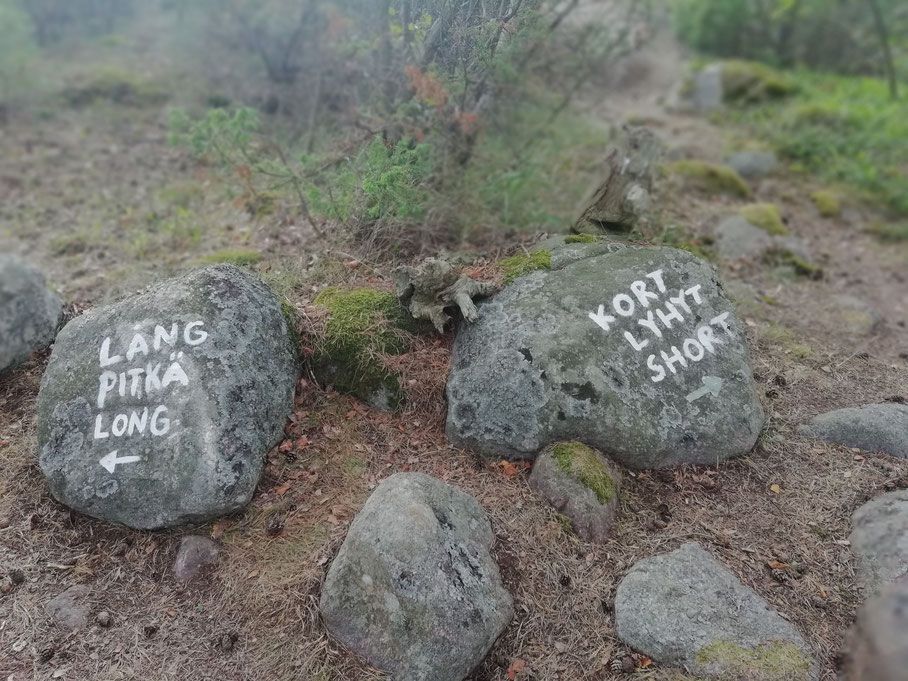 LÅNG
PITKÄ
LONG
←
KORT
LYHYT
SHORT
→